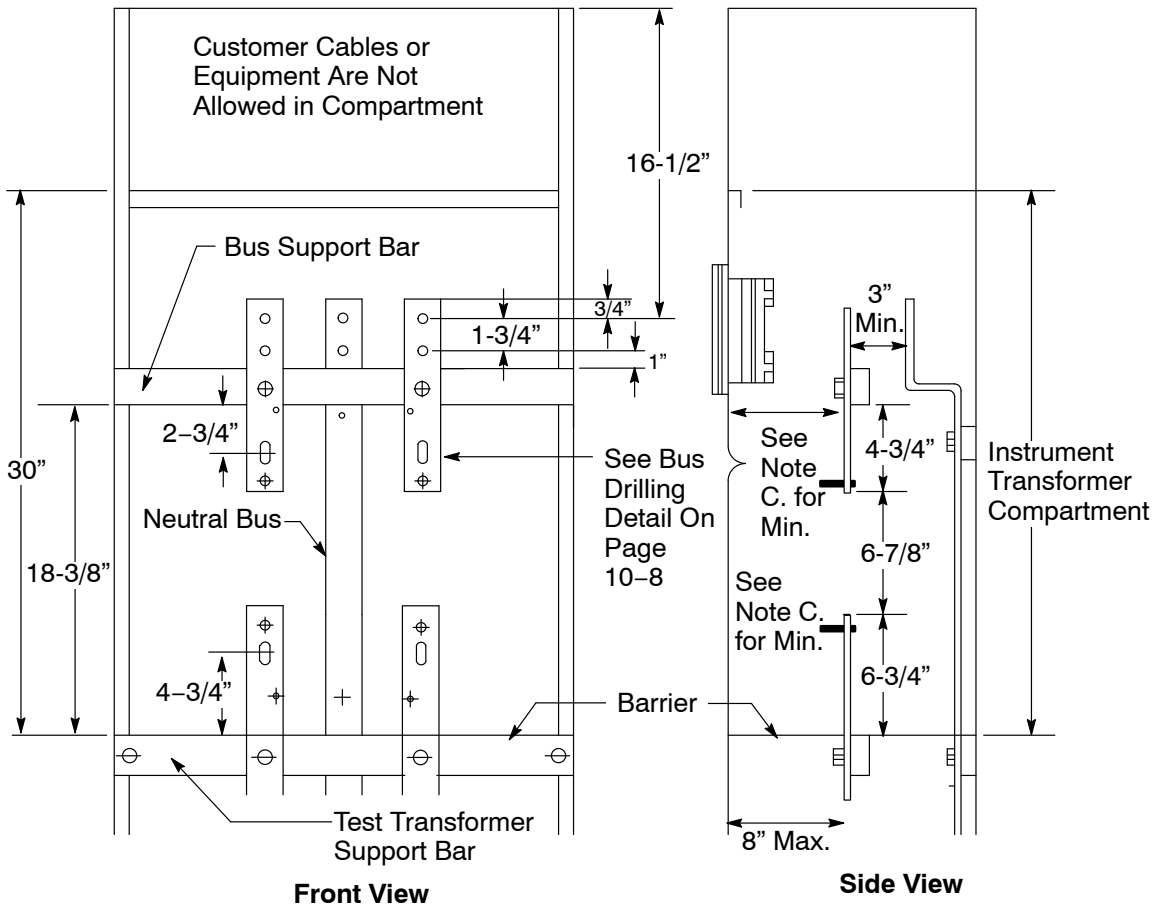 Customer Cables or
Equipment Are Not
Allowed in Compartment
16-1/2”
Bus Support Bar
3/4”
1-3/4”
1”
3”
Min.
2−3/4”
30”
See Bus
Drilling
Detail On
Page
10−8
See
Note
C. for
Min.
4-3/4”
Instrument
Transformer
Compartment
Neutral Bus
18-3/8”
6-7/8”
See
Note C.
for Min.
4−3/4”
6-3/4”
Barrier
Test Transformer
Support Bar
8” Max.
Front View
Side View